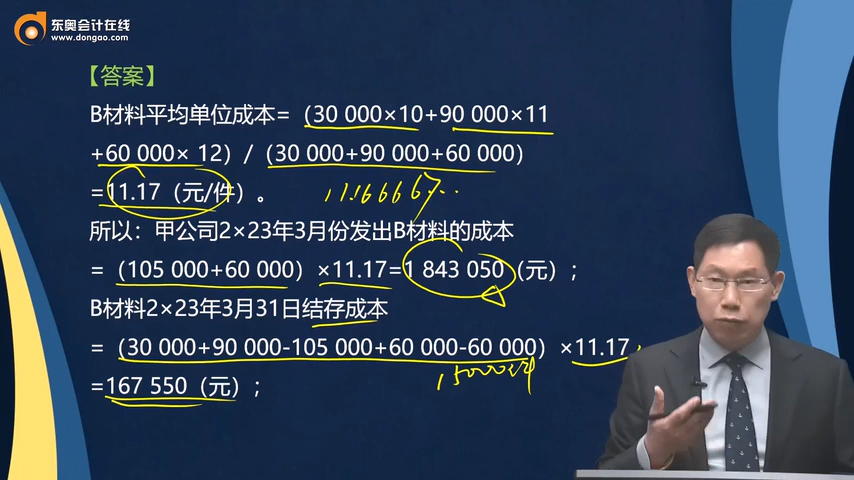 东奥会计在线
www.dongao.com
【答案】
B材料平均单位成本=（30 000×10+90 000×11
+60 000× 12）/（30 000+90 000+60 000）
=11.17（元/件）。
11.166667...
所以：甲公司2×23年3月份发出B材料的成本
=（105 000+60 000）×11.17=1 843 050（元）；
B材料2×23年3月31日结存成本
=（30 000+90 000-105 000+60 000-60 000）×11.17
=167 550（元）；